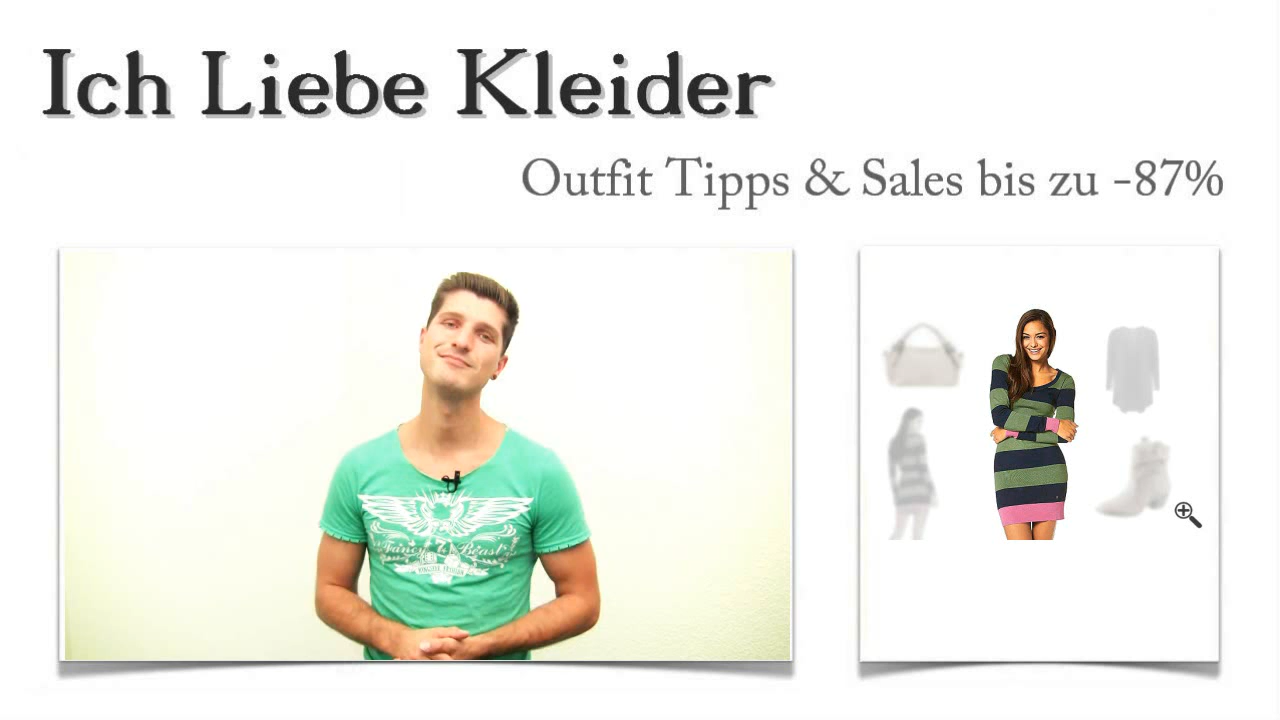 Ich Liebe Kleider
Outfit Tipps & Sales bis zu -87%
Fancy Beast